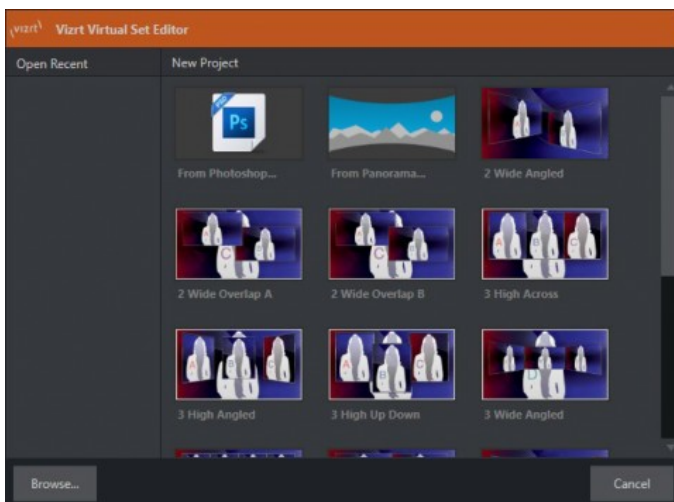 vizrt Vizrt Virtual Set Editor
Open Recent
New Project
PSD
Ps
From Photoshop...
From Panorama...
2 Wide Angled
A
C
A
C
A
B
C
2 Wide Overlap A
2 Wide Overlap B
3 High Across
A
B
C
A
B
C
D
3 High Angled
3 High Up Down
3 Wide Angled
Browse...
Cancel